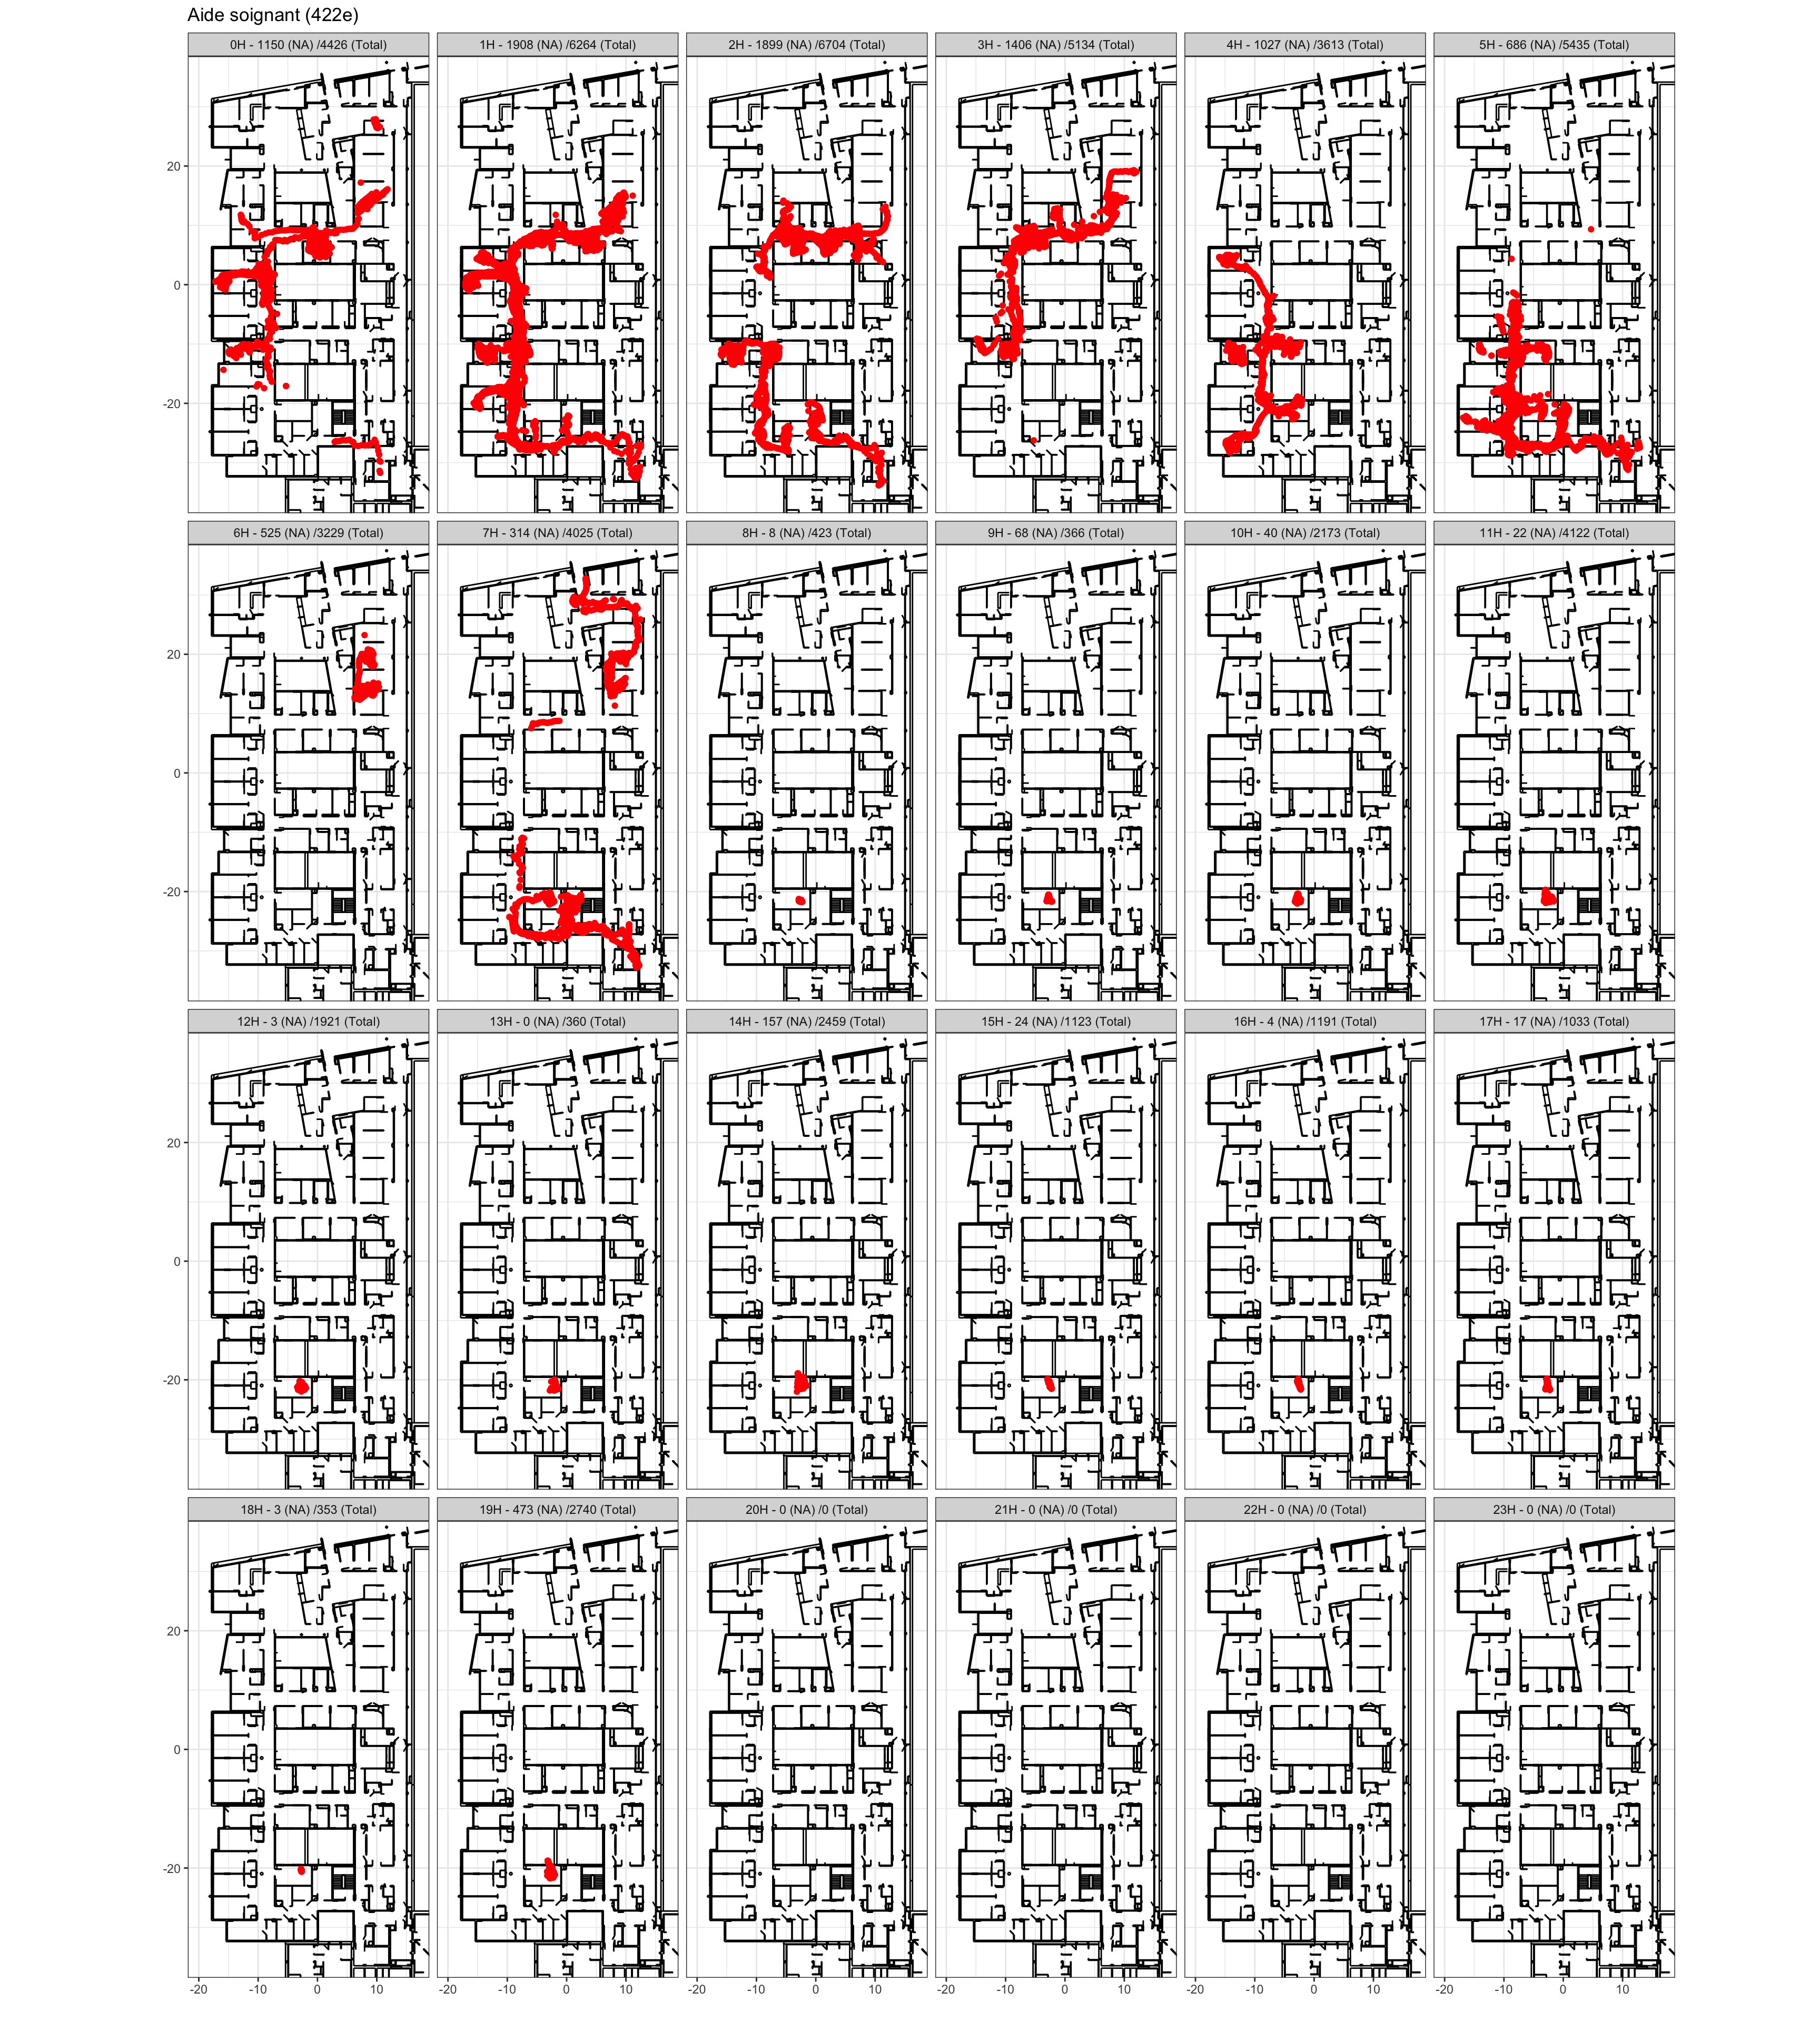 Aide soignant (422e)
0H - 1150 (NA) /4426 (Total) 1H - 1908 (NA) /6264 (Total) 2H - 1899 (NA) /6704 (Total) 3H - 1406 (NA) /5134 (Total) 4H - 1027 (NA) /3613 (Total) 5H - 686 (NA) /5435 (Total)
20
0
-20
6H - 525 (NA) /3229 (Total) 7H - 314 (NA) /4025 (Total) 8H - 8 (NA) /423 (Total) 9H - 68 (NA) /366 (Total) 10H - 40 (NA) /2173 (Total) 11H - 22 (NA) /4122 (Total)
20
0
-20
12H - 3 (NA) /1921 (Total) 13H - 0 (NA) /360 (Total) 14H - 157 (NA) /2459 (Total) 15H - 24 (NA) /1123 (Total) 16H - 4 (NA) /1191 (Total) 17H - 17 (NA) /1033 (Total)
20
0
-20
18H - 3 (NA) /353 (Total) 19H - 473 (NA) /2740 (Total) 20H - 0 (NA) /0 (Total) 21H - 0 (NA) /0 (Total) 22H - 0 (NA) /0 (Total) 23H - 0 (NA) /0 (Total)
20
0
-20
-20 -10 0 10 -20 -10 0 10 -20 -10 0 10 -20 -10 0 10 -20 -10 0 10 -20 -10 0 10